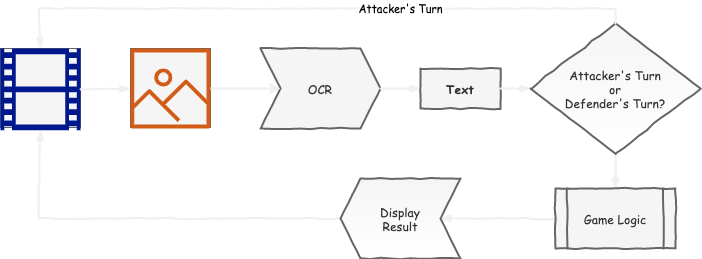 Attacker's Turn
OCR
Text
Attacker's Turn
or
Defender's Turn?
Display
Result
Game Logic